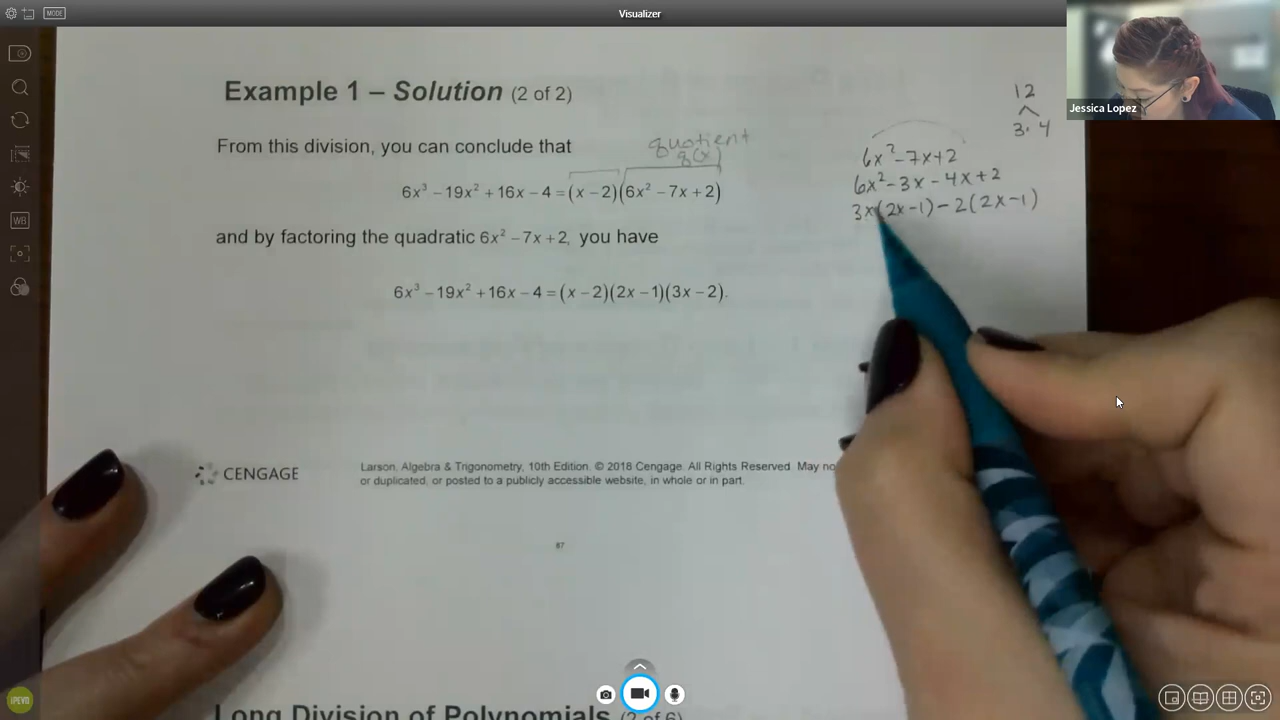 MODE
Visualizer
Example 1 – Solution (2 of 2)
From this division, you can conclude that
quotient
q(x)
6x³ – 19x² + 16x – 4 = (x – 2)(6x² – 7x + 2)
and by factoring the quadratic 6x² – 7x + 2, you have
6x³ – 19x² + 16x – 4 = (x – 2)(2x – 1)(3x – 2).
12
3 · 4
6x² - 7x + 2
6x² - 3x - 4x + 2
3x(2x - 1) - 2(2x - 1)
Jessica Lopez
WB
CENGAGE
Larson, Algebra & Trigonometry, 10th Edition. © 2018 Cengage. All Rights Reserved. May no
or duplicated, or posted to a publicly accessible website, in whole or in part.
87
Long Division of Polynomials (2 of 6)
IPEVO